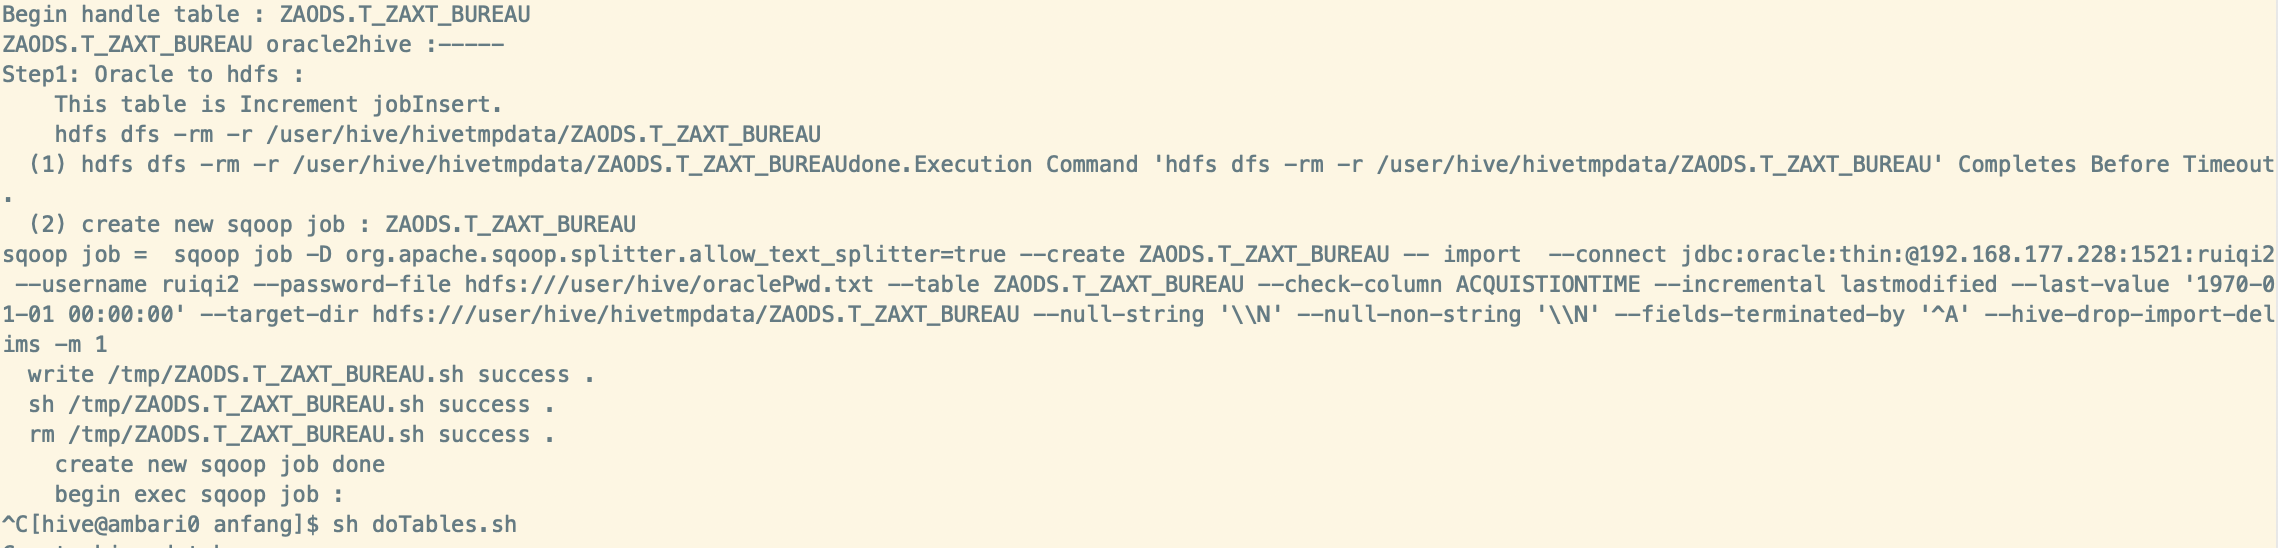 Begin handle table : ZAODS.T_ZAXT_BUREAU
ZAODS.T_ZAXT_BUREAU oracle2hive :-----
Step1: Oracle to hdfs :
    This table is Increment jobInsert.
    hdfs dfs -rm -r /user/hive/hivetmpdata/ZAODS.T_ZAXT_BUREAU
  (1) hdfs dfs -rm -r /user/hive/hivetmpdata/ZAODS.T_ZAXT_BUREAUdone.Execution Command 'hdfs dfs -rm -r /user/hive/hivetmpdata/ZAODS.T_ZAXT_BUREAU' Completes Before Timeout
.
  (2) create new sqoop job : ZAODS.T_ZAXT_BUREAU
sqoop job =  sqoop job -D org.apache.sqoop.splitter.allow_text_splitter=true --create ZAODS.T_ZAXT_BUREAU -- import  --connect jdbc:oracle:thin:@192.168.177.228:1521:ruiqi2
 --username ruiqi2 --password-file hdfs:///user/hive/oraclePwd.txt --table ZAODS.T_ZAXT_BUREAU --check-column ACQUISTIONTIME --incremental lastmodified --last-value '1970-0
1-01 00:00:00' --target-dir hdfs:///user/hive/hivetmpdata/ZAODS.T_ZAXT_BUREAU --null-string '\\N' --null-non-string '\\N' --fields-terminated-by '^A' --hive-drop-import-del
ims -m 1
  write /tmp/ZAODS.T_ZAXT_BUREAU.sh success .
  sh /tmp/ZAODS.T_ZAXT_BUREAU.sh success .
  rm /tmp/ZAODS.T_ZAXT_BUREAU.sh success .
    create new sqoop job done
    begin exec sqoop job :
^C[hive@ambari0 anfang]$ sh doTables.sh